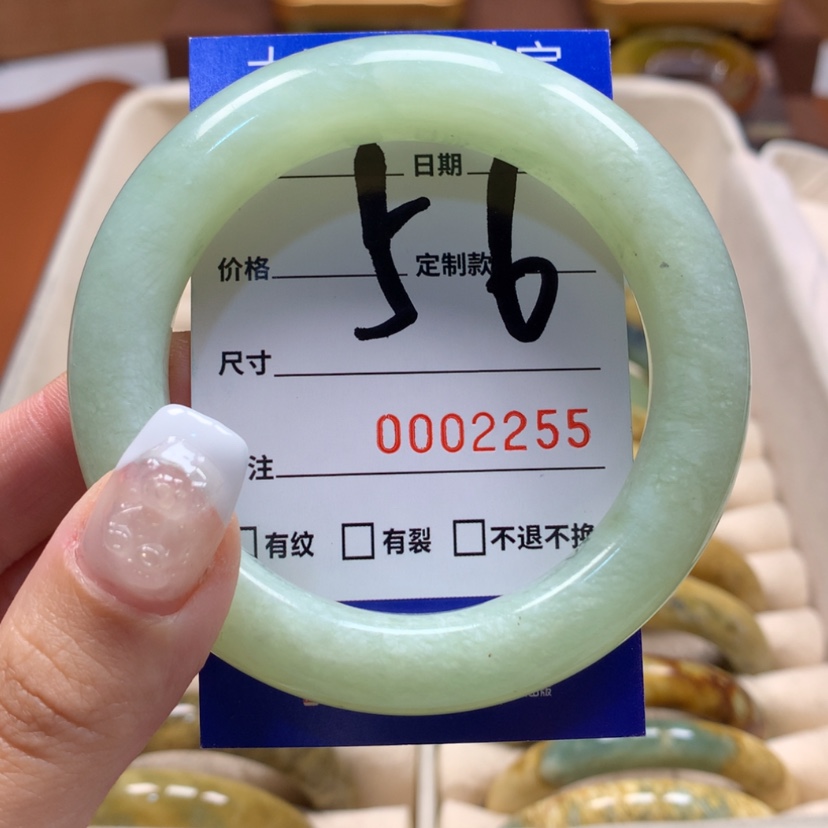 日期
56
价格 定制款
尺寸
0002255
注
有纹 有裂 不退不换